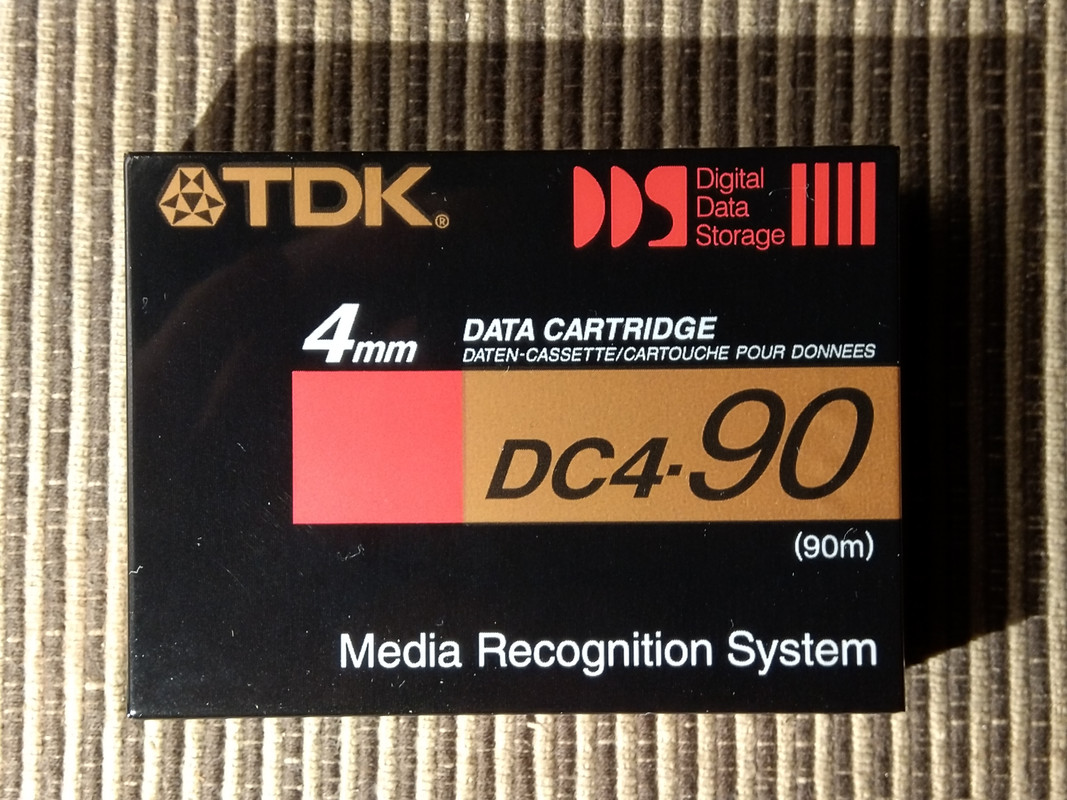 TDK®
DDS Digital
Data
Storage
4mm
DATA CARTRIDGE
DATEN-CASSETTE/CARTOUCHE POUR DONNEES
DC4-90
(90m)
Media Recognition System